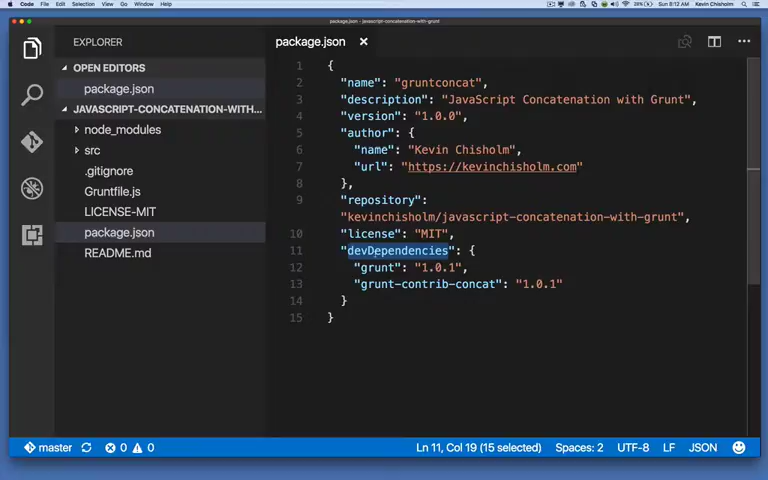 Code File Edit Selection View Go Window Help
28% Sun 8:12 AM Kevin Chisholm
package.json - javascript-concatenation-with-grunt
EXPLORER
OPEN EDITORS
package.json
JAVASCRIPT-CONCATENATION-WITH-...
node_modules
src
.gitignore
Gruntfile.js
LICENSE-MIT
package.json
README.md
package.json
1 {
2 "name": "gruntconcat",
3 "description": "JavaScript Concatenation with Grunt",
4 "version": "1.0.0",
5 "author": {
6 "name": "Kevin Chisholm",
7 "url": "https://kevinchisholm.com"
8 },
9 "repository":
"kevinchisholm/javascript-concatenation-with-grunt",
10 "license": "MIT",
11 "devDependencies": {
12 "grunt": "1.0.1",
13 "grunt-contrib-concat": "1.0.1"
14 }
15 }
master 0 0 Ln 11, Col 19 (15 selected) Spaces: 2 UTF-8 LF JSON